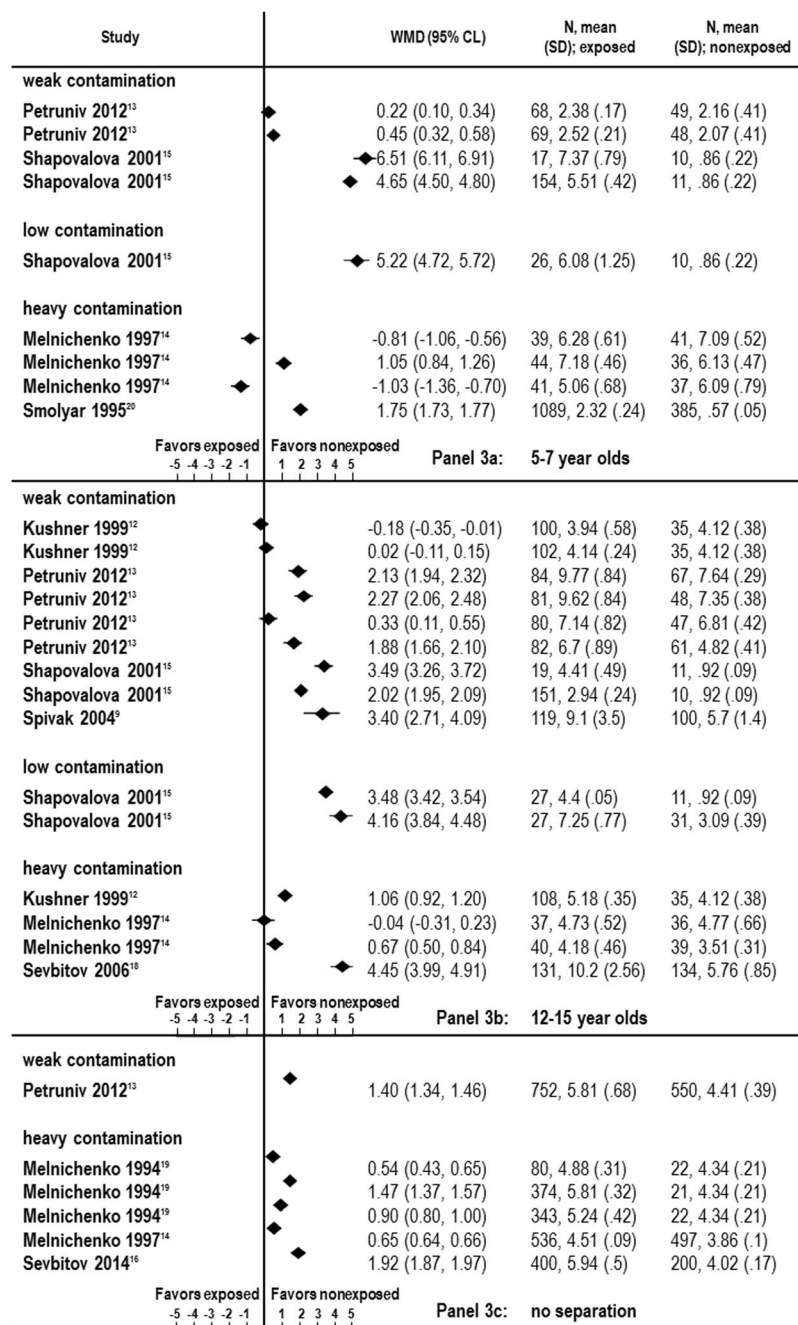 Study WMD (95% CL) N, mean (SD); exposed N, mean (SD); nonexposed
weak contamination
Petruniv 2012¹³ 0.22 (0.10, 0.34) 68, 2.38 (.17) 49, 2.16 (.41)
Petruniv 2012¹³ 0.45 (0.32, 0.58) 69, 2.52 (.21) 48, 2.07 (.41)
Shapovalova 2001¹⁵ 6.51 (6.11, 6.91) 17, 7.37 (.79) 10, .86 (.22)
Shapovalova 2001¹⁵ 4.65 (4.50, 4.80) 154, 5.51 (.42) 11, .86 (.22)
low contamination
Shapovalova 2001¹⁵ 5.22 (4.72, 5.72) 26, 6.08 (1.25) 10, .86 (.22)
heavy contamination
Melnichenko 1997¹⁴ -0.81 (-1.06, -0.56) 39, 6.28 (.61) 41, 7.09 (.52)
Melnichenko 1997¹⁴ 1.05 (0.84, 1.26) 44, 7.18 (.46) 36, 6.13 (.47)
Melnichenko 1997¹⁴ -1.03 (-1.36, -0.70) 41, 5.06 (.68) 37, 6.09 (.79)
Smolyar 1995²⁰ 1.75 (1.73, 1.77) 1089, 2.32 (.24) 385, .57 (.05)
Favors exposed Favors nonexposed Panel 3a: 5-7 year olds
-5 -4 -3 -2 -1 1 2 3 4 5
weak contamination
Kushner 1999¹² -0.18 (-0.35, -0.01) 100, 3.94 (.58) 35, 4.12 (.38)
Kushner 1999¹² 0.02 (-0.11, 0.15) 102, 4.14 (.24) 35, 4.12 (.38)
Petruniv 2012¹³ 2.13 (1.94, 2.32) 84, 9.77 (.84) 67, 7.64 (.29)
Petruniv 2012¹³ 2.27 (2.06, 2.48) 81, 9.62 (.84) 48, 7.35 (.38)
Petruniv 2012¹³ 0.33 (0.11, 0.55) 80, 7.14 (.82) 47, 6.81 (.42)
Petruniv 2012¹³ 1.88 (1.66, 2.10) 82, 6.7 (.89) 61, 4.82 (.41)
Shapovalova 2001¹⁵ 3.49 (3.26, 3.72) 19, 4.41 (.49) 11, .92 (.09)
Shapovalova 2001¹⁵ 2.02 (1.95, 2.09) 151, 2.94 (.24) 10, .92 (.09)
Spivak 2004⁹ 3.40 (2.71, 4.09) 119, 9.1 (3.5) 100, 5.7 (1.4)
low contamination
Shapovalova 2001¹⁵ 3.48 (3.42, 3.54) 27, 4.4 (.05) 11, .92 (.09)
Shapovalova 2001¹⁵ 4.16 (3.84, 4.48) 27, 7.25 (.77) 31, 3.09 (.39)
heavy contamination
Kushner 1999¹² 1.06 (0.92, 1.20) 108, 5.18 (.35) 35, 4.12 (.38)
Melnichenko 1997¹⁴ -0.04 (-0.31, 0.23) 37, 4.73 (.52) 36, 4.77 (.66)
Melnichenko 1997¹⁴ 0.67 (0.50, 0.84) 40, 4.18 (.46) 39, 3.51 (.31)
Sevbitov 2006¹⁸ 4.45 (3.99, 4.91) 131, 10.2 (2.56) 134, 5.76 (.85)
Favors exposed Favors nonexposed Panel 3b: 12-15 year olds
-5 -4 -3 -2 -1 1 2 3 4 5
weak contamination
Petruniv 2012¹³ 1.40 (1.34, 1.46) 752, 5.81 (.68) 550, 4.41 (.39)
heavy contamination
Melnichenko 1994¹⁹ 0.54 (0.43, 0.65) 80, 4.88 (.31) 22, 4.34 (.21)
Melnichenko 1994¹⁹ 1.47 (1.37, 1.57) 374, 5.81 (.32) 21, 4.34 (.21)
Melnichenko 1994¹⁹ 0.90 (0.80, 1.00) 343, 5.24 (.42) 22, 4.34 (.21)
Melnichenko 1997¹⁴ 0.65 (0.64, 0.66) 536, 4.51 (.09) 497, 3.86 (.1)
Sevbitov 2014¹⁶ 1.92 (1.87, 1.97) 400, 5.94 (.5) 200, 4.02 (.17)
Favors exposed Favors nonexposed Panel 3c: no separation
-5 -4 -3 -2 -1 1 2 3 4 5